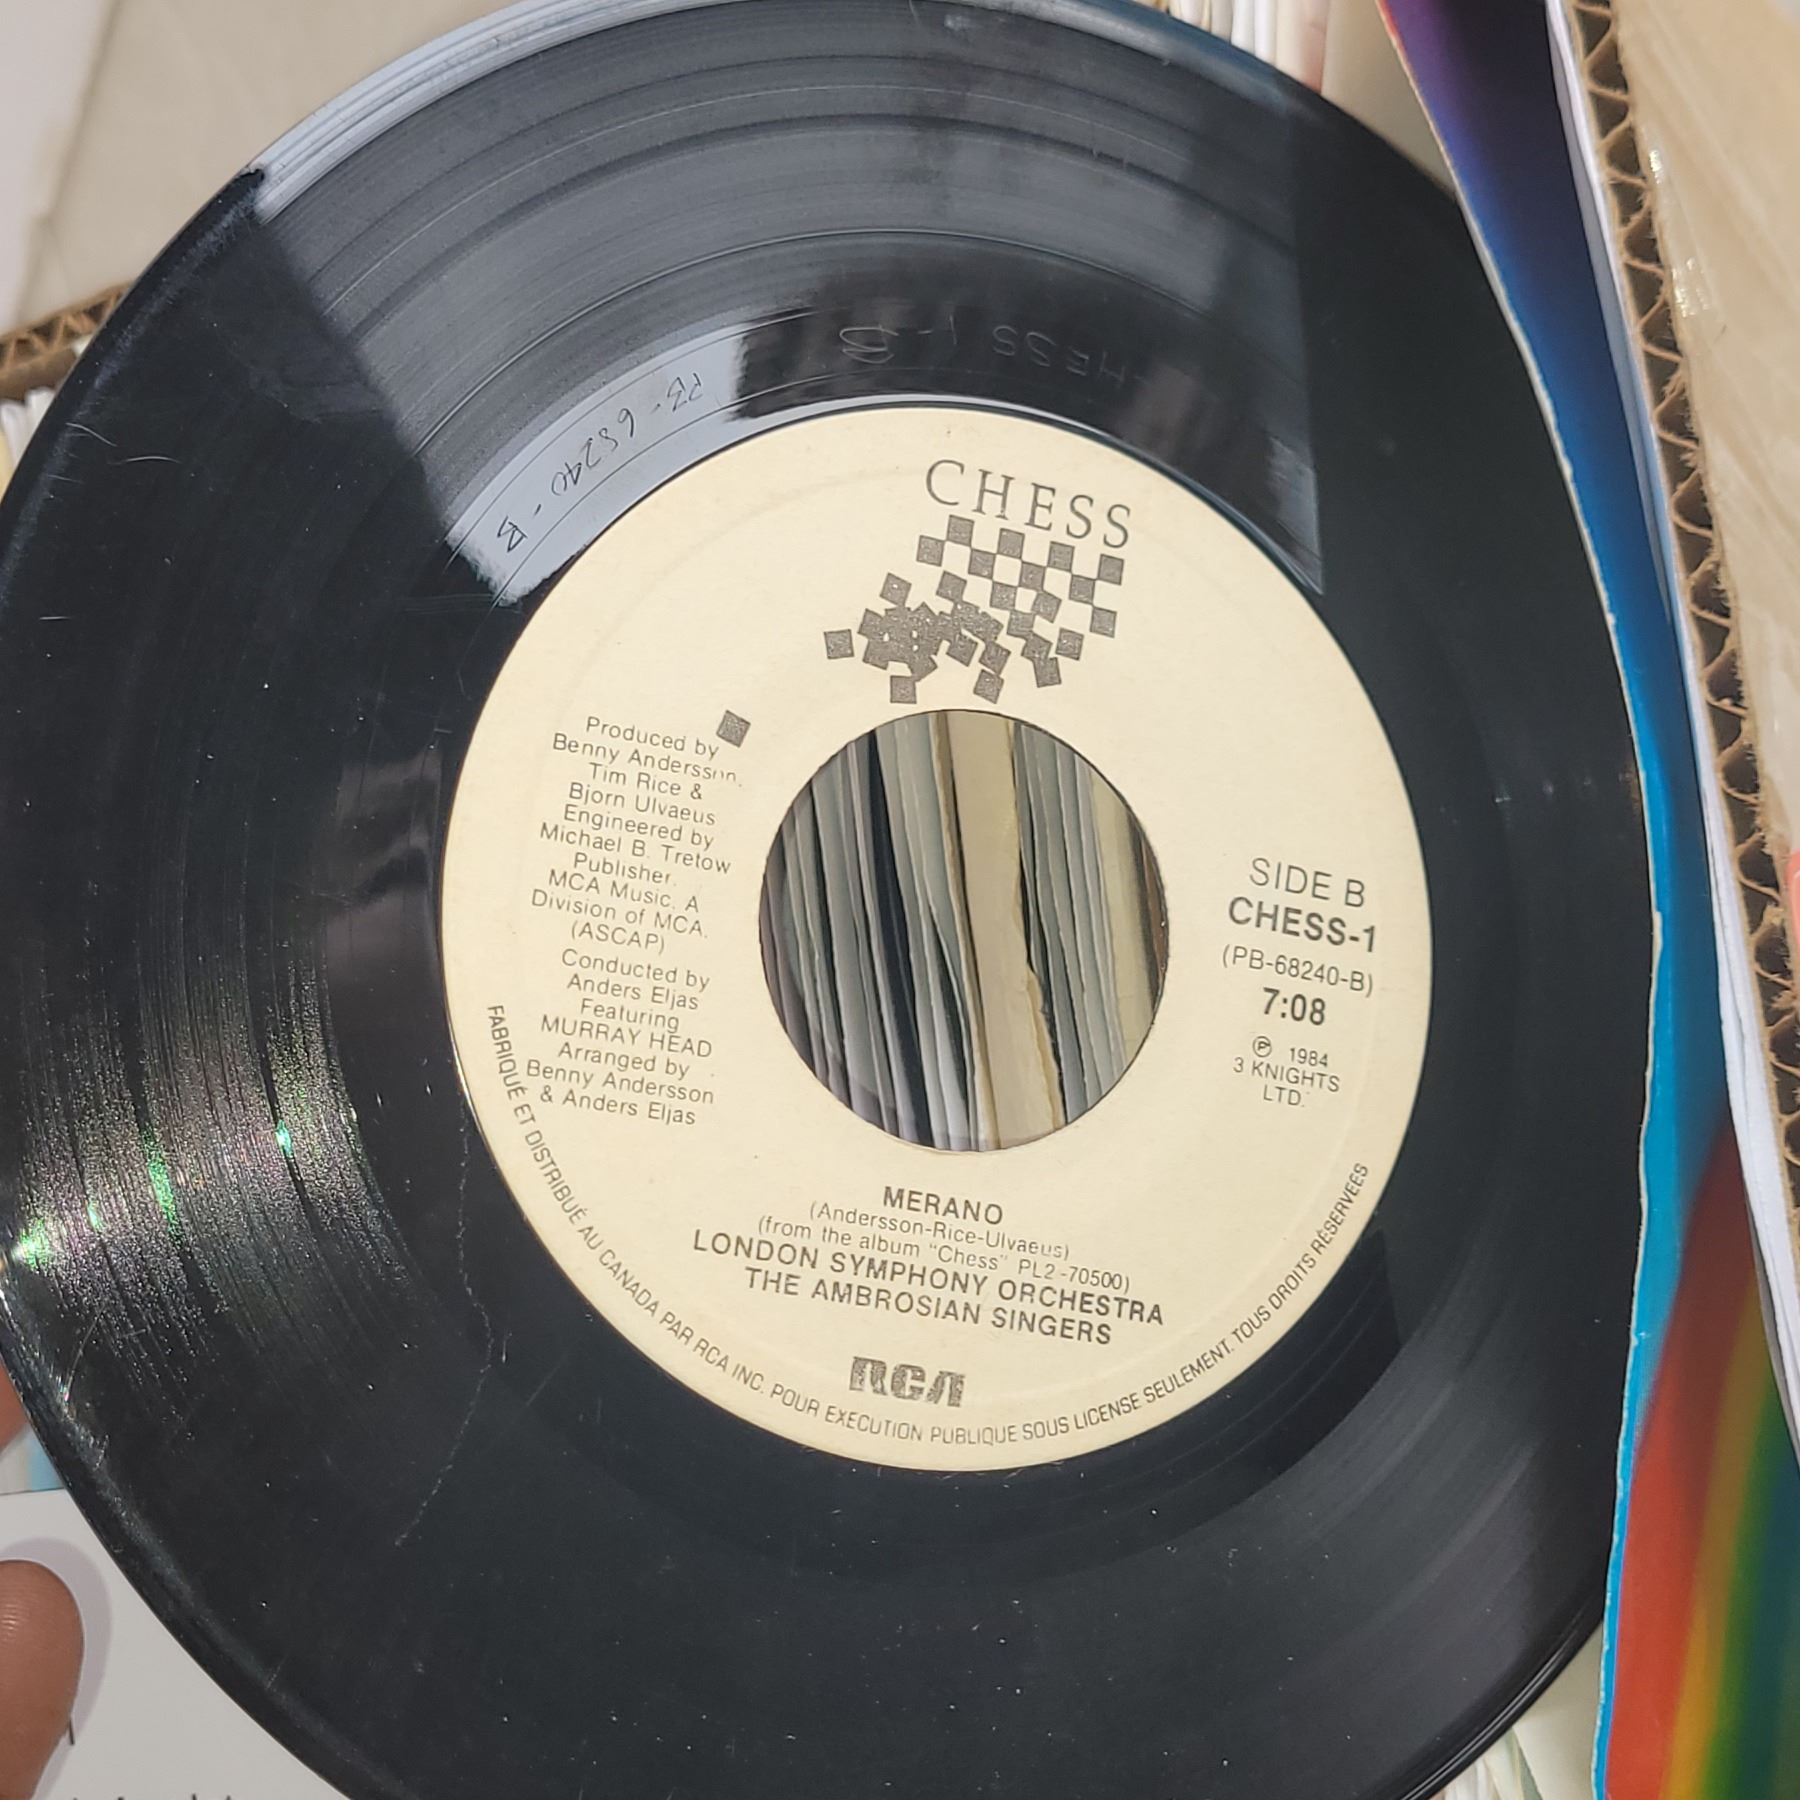 CHESS 1-B
PB-68240-B
CHESS
Produced by
Benny Andersson,
Tim Rice &
Bjorn Ulvaeus
Engineered by
Michael B. Tretow
Publisher.
MCA Music, A
Division of MCA.
(ASCAP)
Conducted by
Anders Eljas
Featuring
MURRAY HEAD
Arranged by
Benny Andersson
& Anders Eljas
SIDE B
CHESS-1
(PB-68240-B)
7:08
Ⓟ 1984
3 KNIGHTS
LTD.
MERANO
(Andersson-Rice-Ulvaeus)
(from the album "Chess" PL2-70500)
LONDON SYMPHONY ORCHESTRA
THE AMBROSIAN SINGERS
RCA
FABRIQUÉ ET DISTRIBUÉ AU CANADA PAR RCA INC. POUR EXECUTION PUBLIQUE SOUS LICENSE SEULEMENT. TOUS DROITS RÉSERVEES